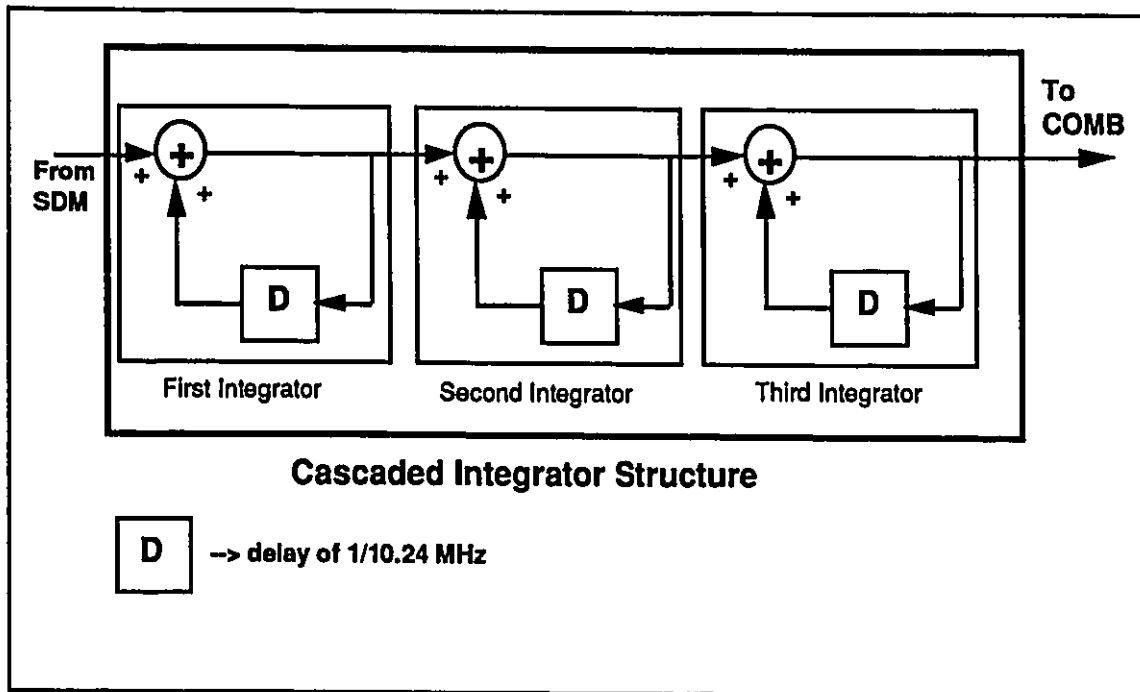 From
SDM
+
+
+
D
First Integrator
+
+
+
D
Second Integrator
+
+
+
D
Third Integrator
To
COMB
Cascaded Integrator Structure
D
--> delay of 1/10.24 MHz